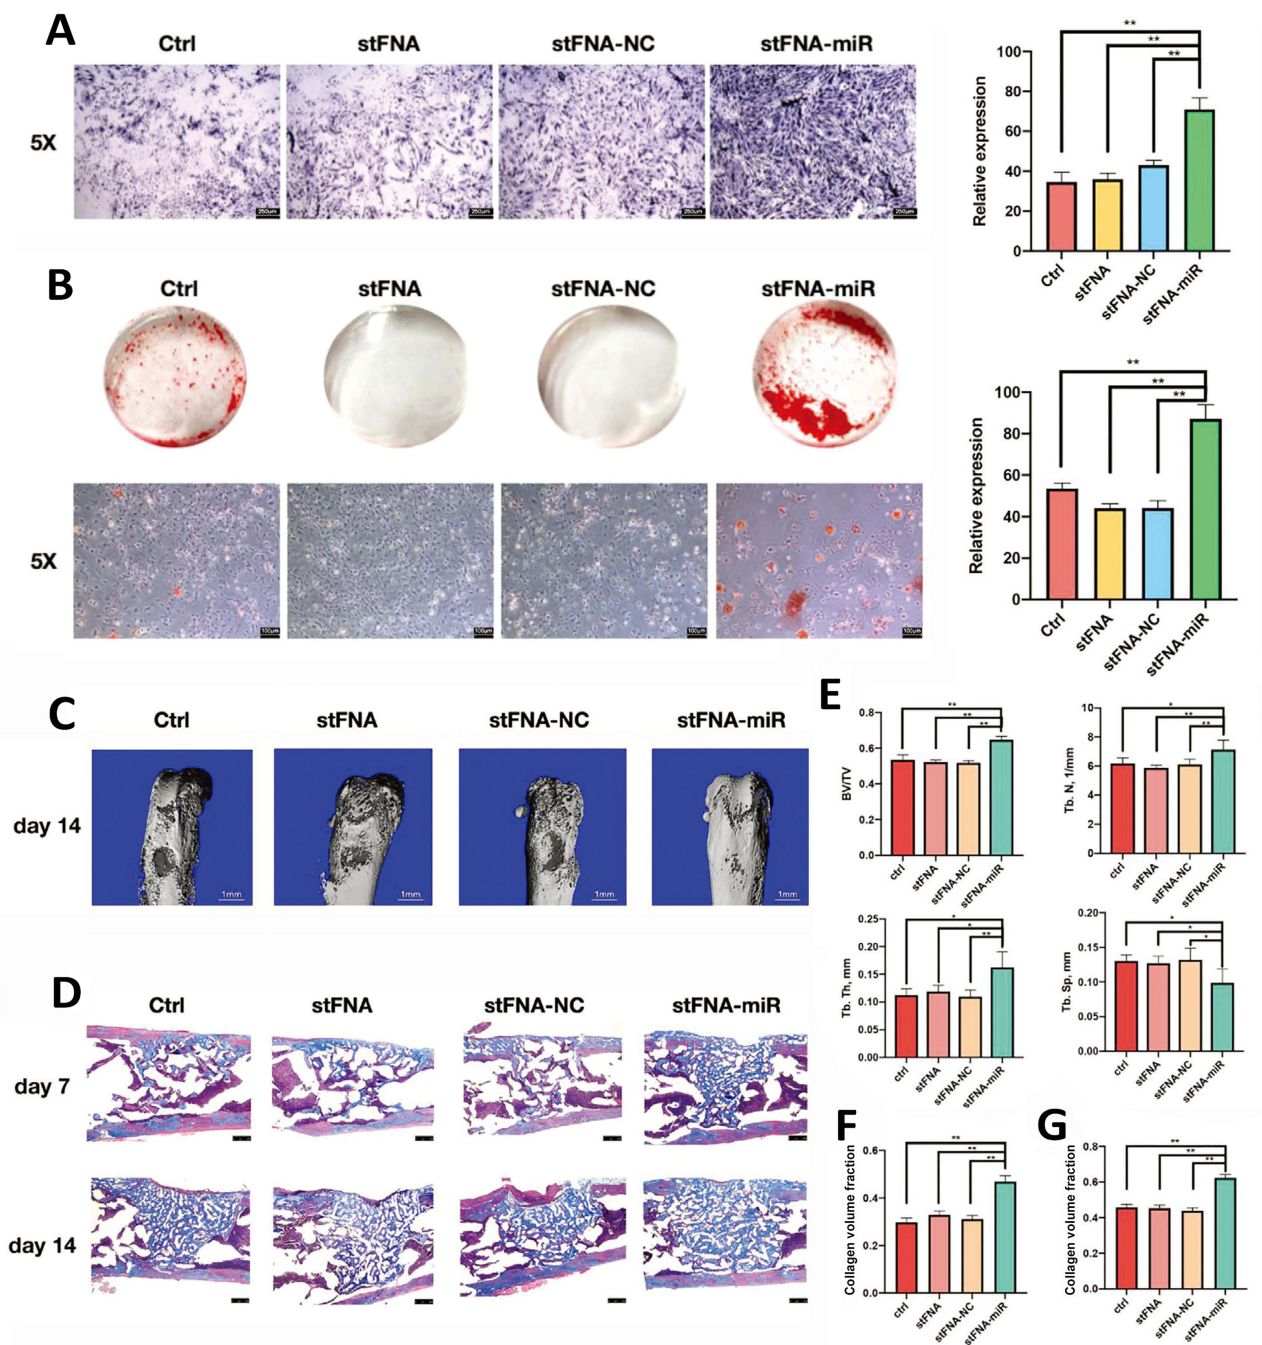 A
Ctrl stFNA stFNA-NC stFNA-miR
5X
250μm 250μm 250μm 250μm
Relative expression
100
80
60
40
20
0
** ** **
Ctrl stFNA stFNA-NC stFNA-miR
B
Ctrl stFNA stFNA-NC stFNA-miR
5X
100μm 100μm 100μm 100μm
Relative expression
100
80
60
40
20
0
** ** **
Ctrl stFNA stFNA-NC stFNA-miR
C
Ctrl stFNA stFNA-NC stFNA-miR
day 14
1mm 1mm 1mm 1mm
D
Ctrl stFNA stFNA-NC stFNA-miR
day 7
day 14
E
BV/TV
0.8
0.6
0.4
0.2
0.0
** ** **
ctrl stFNA stFNA-NC stFNA-miR
Tb. N, 1/mm
10
8
6
4
2
0
* ** **
ctrl stFNA stFNA-NC stFNA-miR
Tb. Th, mm
0.25
0.20
0.15
0.10
0.05
0.00
* * **
ctrl stFNA stFNA-NC stFNA-miR
Tb. Sp, mm
0.20
0.15
0.10
0.05
0.00
* * *
ctrl stFNA stFNA-NC stFNA-miR
F
Collagen volume fraction
0.6
0.4
0.2
0.0
** ** **
ctrl stFNA stFNA-NC stFNA-miR
G
Collagen volume fraction
0.8
0.6
0.4
0.2
0.0
** ** **
ctrl stFNA stFNA-NC stFNA-miR